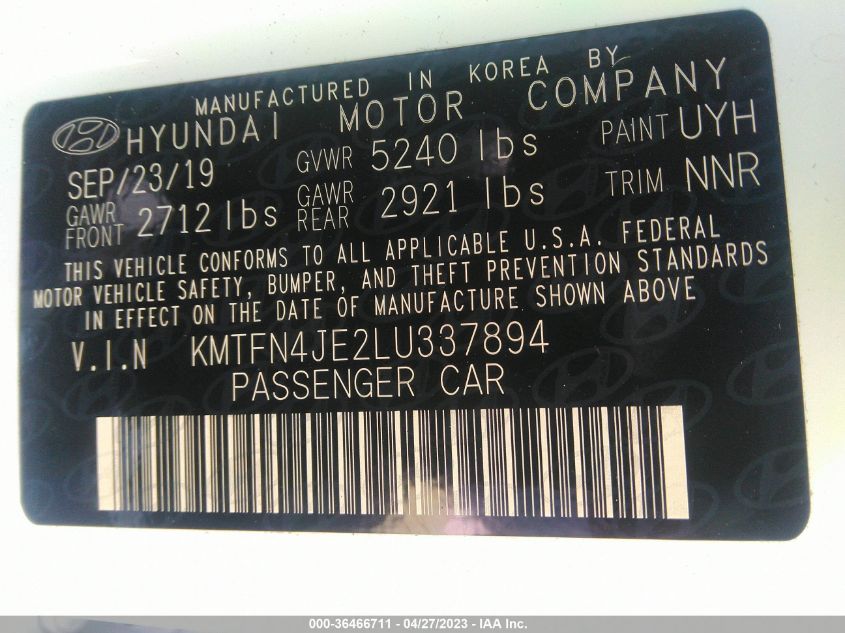 MANUFACTURED IN KOREA BY
HYUNDAI MOTOR COMPANY
SEP/23/19 GVWR 5240 lbs PAINT UYH
GAWR FRONT 2712 lbs GAWR REAR 2921 lbs TRIM NNR
THIS VEHICLE CONFORMS TO ALL APPLICABLE U.S.A. FEDERAL
MOTOR VEHICLE SAFETY, BUMPER, AND THEFT PREVENTION STANDARDS
IN EFFECT ON THE DATE OF MANUFACTURE SHOWN ABOVE
V.I.N KMTFN4JE2LU337894
PASSENGER CAR
000-36466711 - 04/27/2023 - IAA Inc.